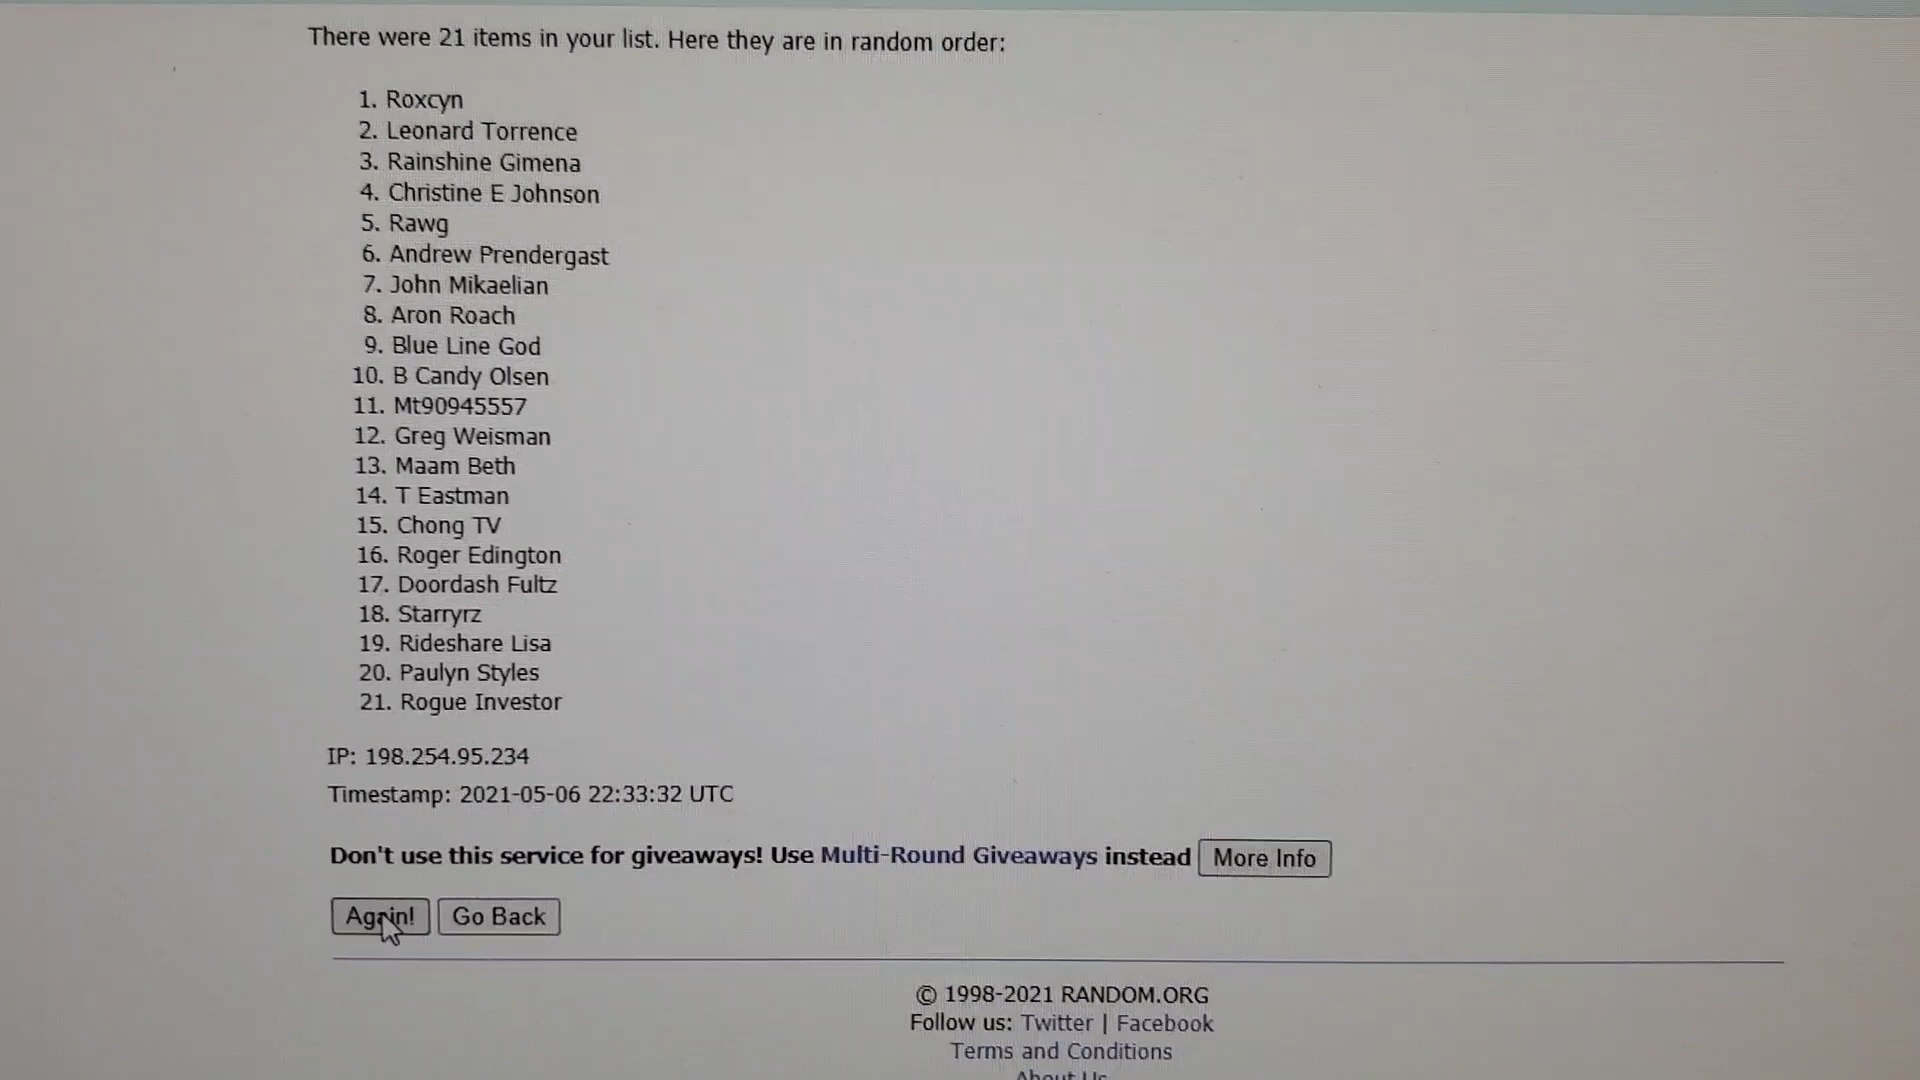 There were 21 items in your list. Here they are in random order:
1. Roxcyn
2. Leonard Torrence
3. Rainshine Gimena
4. Christine E Johnson
5. Rawg
6. Andrew Prendergast
7. John Mikaelian
8. Aron Roach
9. Blue Line God
10. B Candy Olsen
11. Mt90945557
12. Greg Weisman
13. Maam Beth
14. T Eastman
15. Chong TV
16. Roger Edington
17. Doordash Fultz
18. Starryrz
19. Rideshare Lisa
20. Paulyn Styles
21. Rogue Investor
IP: 198.254.95.234
Timestamp: 2021-05-06 22:33:32 UTC
Don't use this service for giveaways! Use Multi-Round Giveaways instead More Info
Again! Go Back
© 1998-2021 RANDOM.ORG
Follow us: Twitter | Facebook
Terms and Conditions
About Us